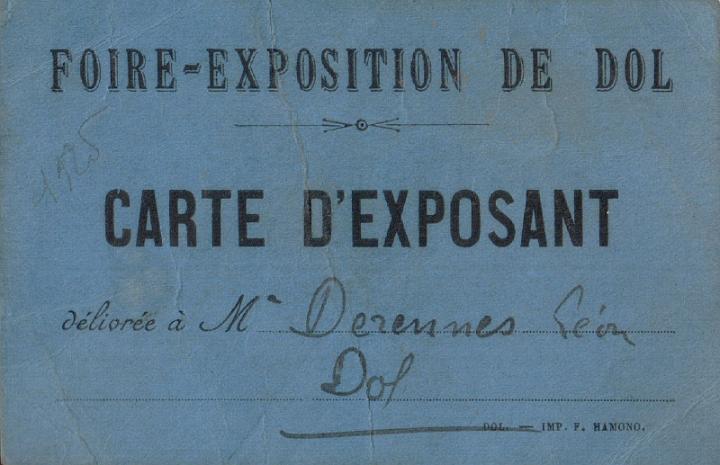 FOIRE-EXPOSITION DE DOL
1925
CARTE D'EXPOSANT
délivrée à Mr Derennes Léon
Dol
DOL. — IMP. F. HAMONO.